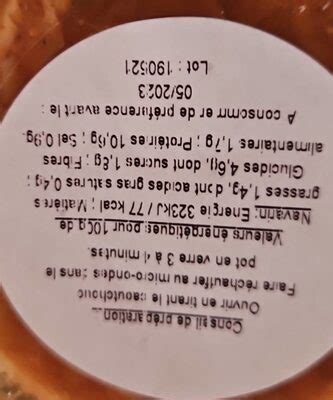 Conseil de préparation...
Ouvrir en tirant le caoutchouc
Faire réchauffer au micro-ondes dans le
pot en verre 3 à 4 minutes.
Valeurs énergétiques pour 100g de
Navarin: Energie 323kJ / 77 kcal ; Matières
grasses 1,4g, dont acides gras saturés 0,4g ;
Glucides 4,6g, dont sucres 1,8g ; Fibres
alimentaires 1,7g ; Protéines 10,6g ; Sel 0,9g.
A consommer de préférence avant le :
05/2023
Lot : 190521